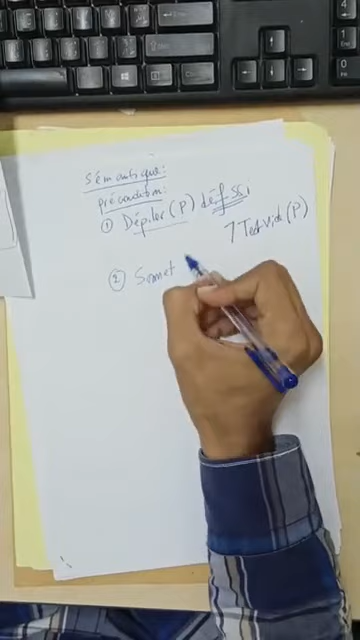 Sémantique:
précondition:
① Dépiler (P) déf ssi
⌐ TestVide (P)
② Sommet